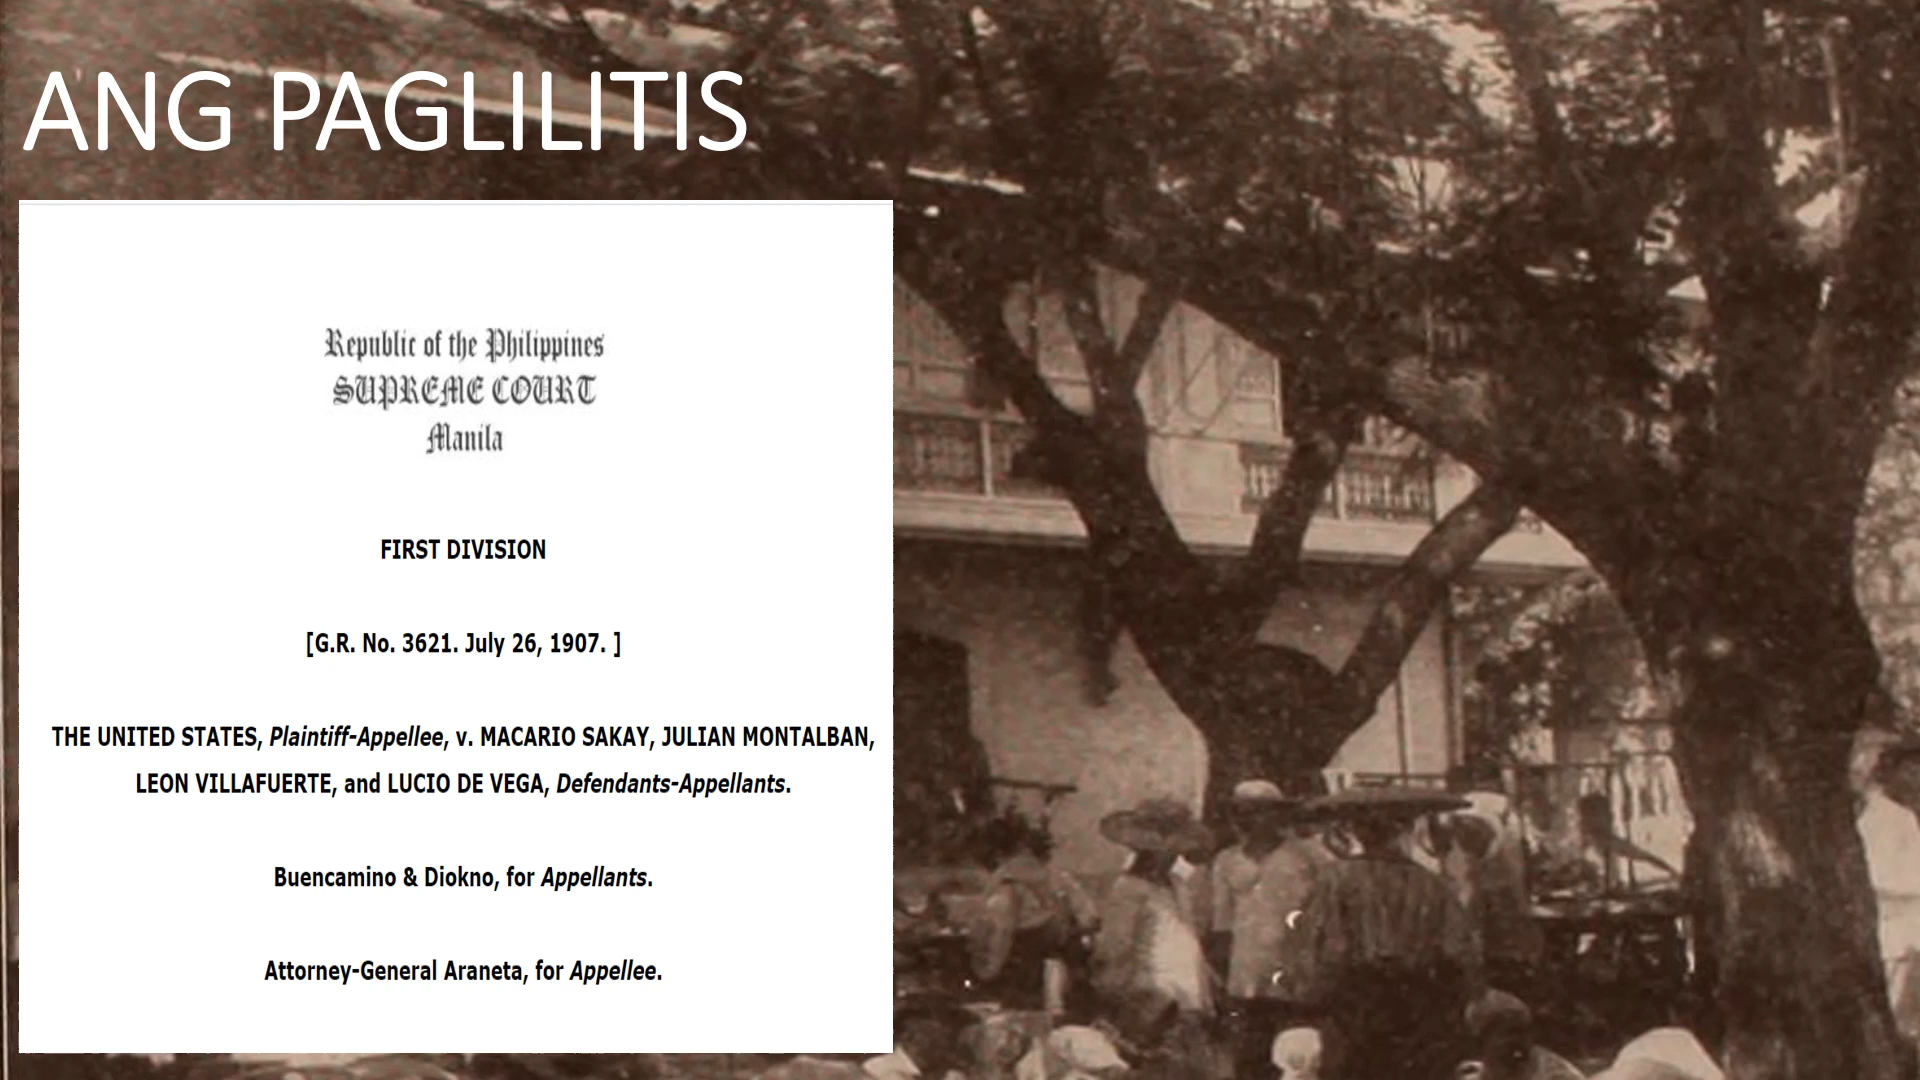 ANG PAGLILITIS
Republic of the Philippines
SUPREME COURT
Manila
FIRST DIVISION
[G.R. No. 3621. July 26, 1907. ]
THE UNITED STATES, Plaintiff-Appellee, v. MACARIO SAKAY, JULIAN MONTALBAN,
LEON VILLAFUERTE, and LUCIO DE VEGA, Defendants-Appellants.
Buencamino & Diokno, for Appellants.
Attorney-General Araneta, for Appellee.